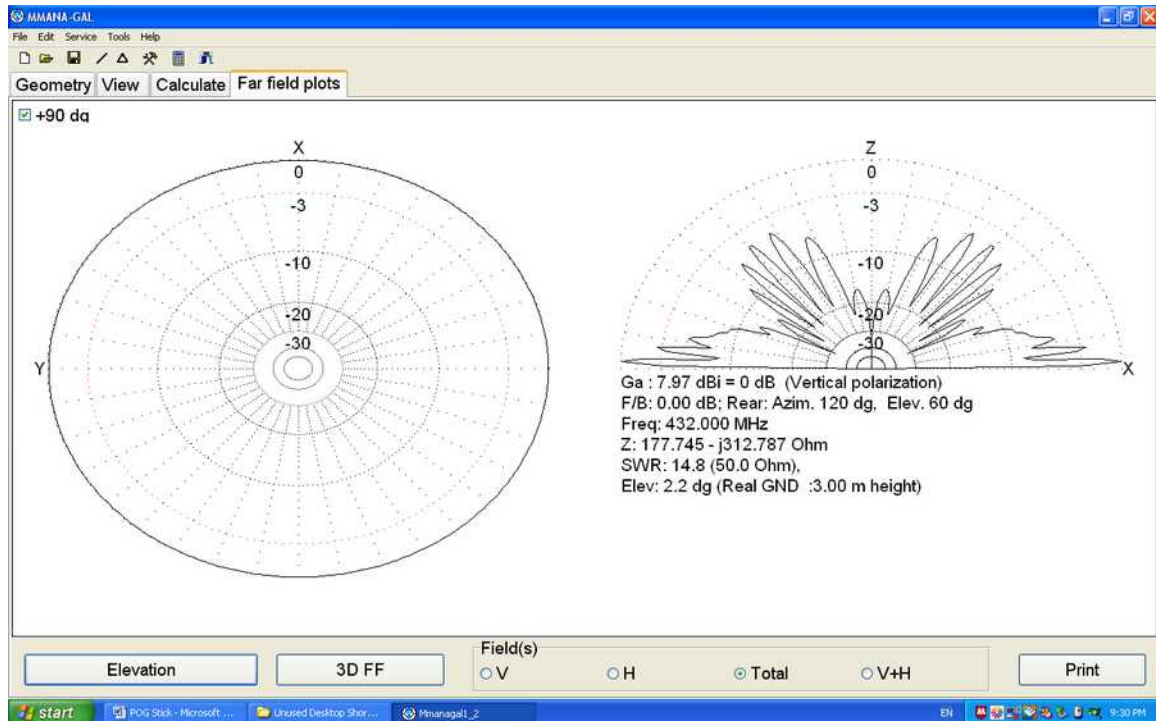 MMANA-GAL
File Edit Service Tools Help
Geometry View Calculate Far field plots
+90 dg
X
0
-3
-10
-20
-30
Y
Z
0
-3
-10
-20
-30
X
Ga : 7.97 dBi = 0 dB (Vertical polarization)
F/B: 0.00 dB; Rear: Azim. 120 dg, Elev. 60 dg
Freq: 432.000 MHz
Z: 177.745 - j312.787 Ohm
SWR: 14.8 (50.0 Ohm),
Elev: 2.2 dg (Real GND :3.00 m height)
Field(s)
Elevation 3D FF V H Total V+H Print
start POG Stick - Microsoft ... Unused Desktop Shor... Mmanagal1_2 EN 9:30 PM